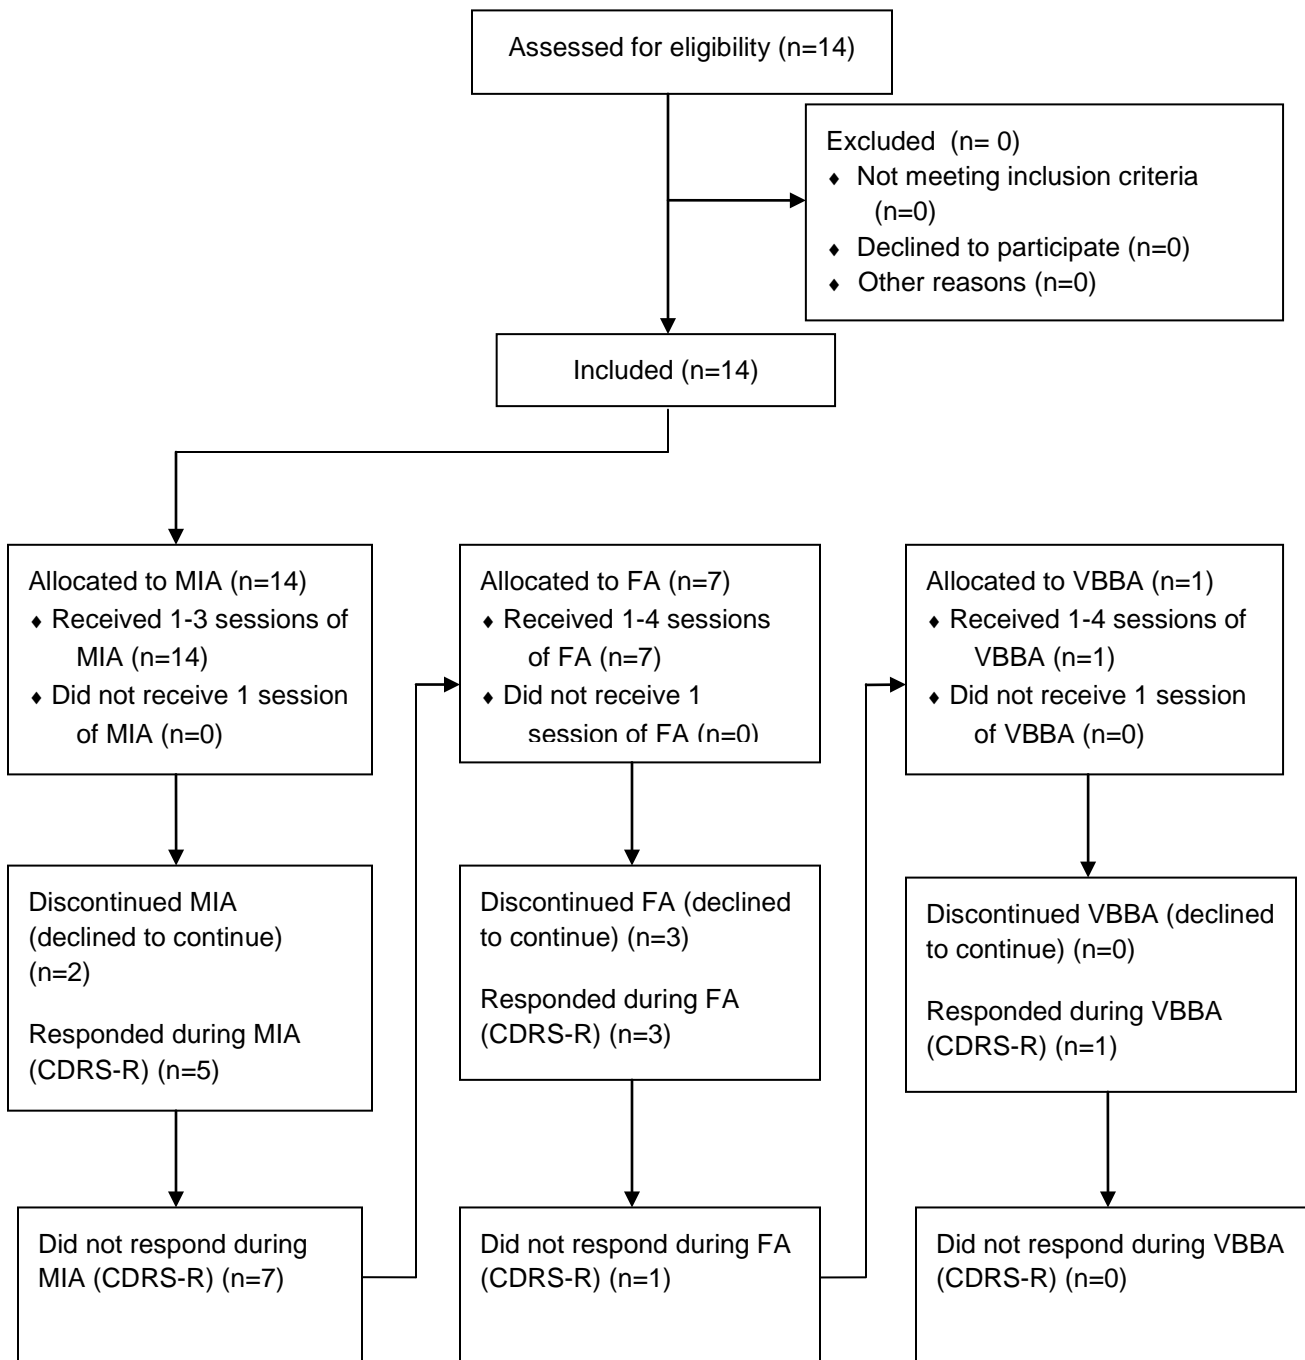 Assessed for eligibility (n=14)
Excluded (n= 0)
♦ Not meeting inclusion criteria
(n=0)
♦ Declined to participate (n=0)
♦ Other reasons (n=0)
Included (n=14)
Allocated to MIA (n=14)
♦ Received 1-3 sessions of
MIA (n=14)
♦ Did not receive 1 session
of MIA (n=0)
Allocated to FA (n=7)
♦ Received 1-4 sessions
of FA (n=7)
♦ Did not receive 1
session of FA (n=0)
Allocated to VBBA (n=1)
♦ Received 1-4 sessions of
VBBA (n=1)
♦ Did not receive 1 session
of VBBA (n=0)
Discontinued MIA
(declined to continue)
(n=2)
Responded during MIA
(CDRS-R) (n=5)
Discontinued FA (declined
to continue) (n=3)
Responded during FA
(CDRS-R) (n=3)
Discontinued VBBA (declined
to continue) (n=0)
Responded during VBBA
(CDRS-R) (n=1)
Did not respond during
MIA (CDRS-R) (n=7)
Did not respond during FA
(CDRS-R) (n=1)
Did not respond during VBBA
(CDRS-R) (n=0)